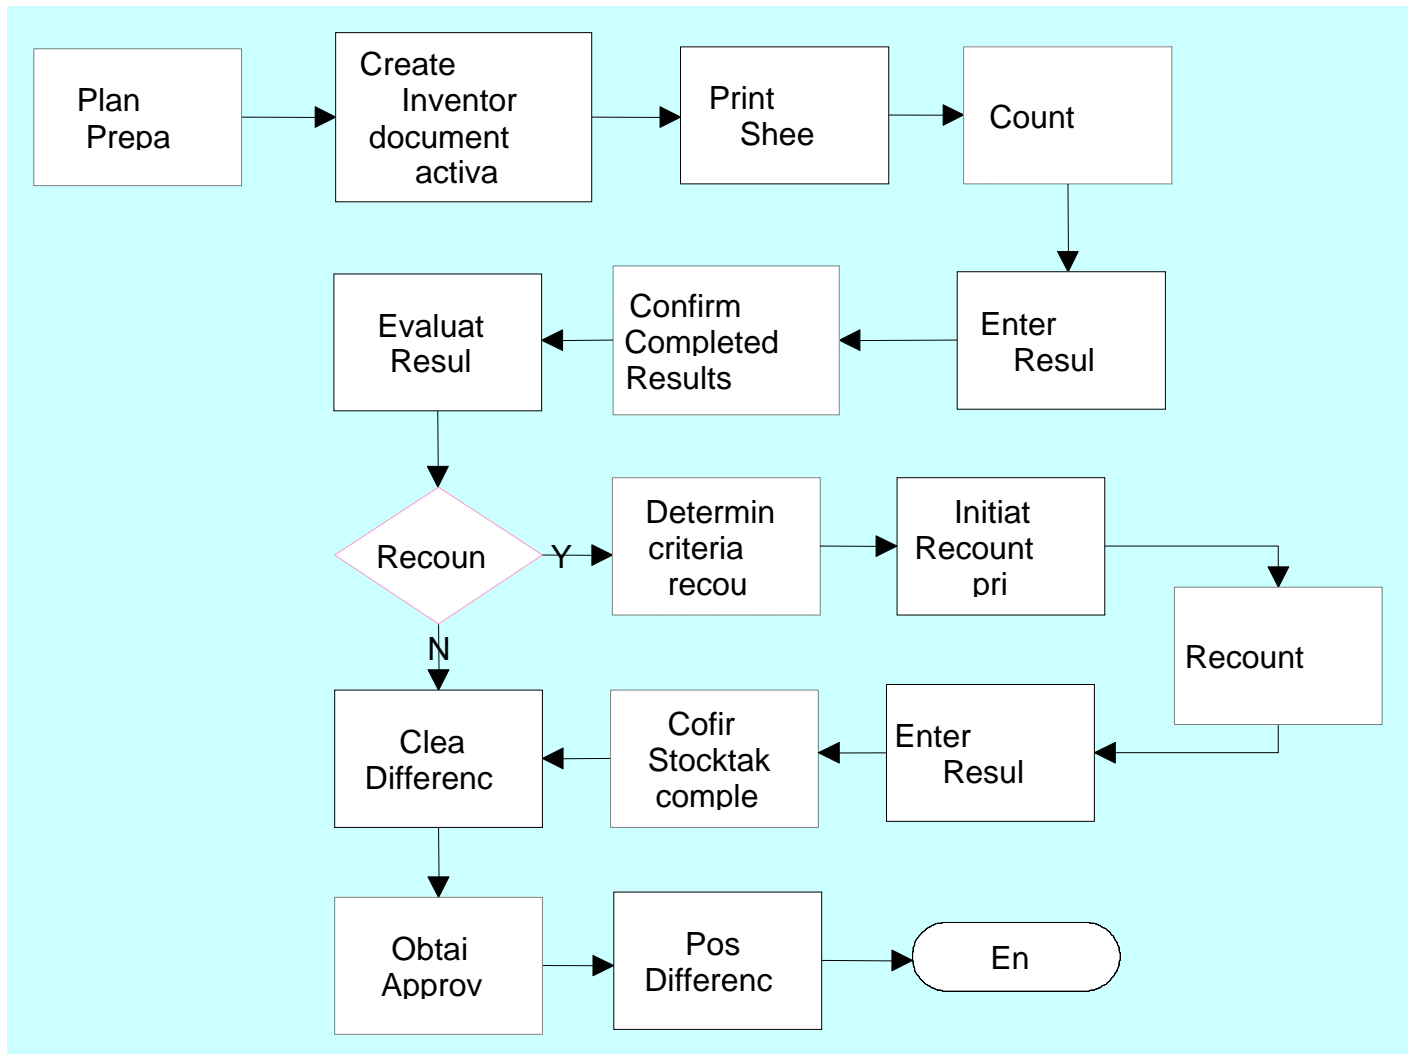 Plan
Prepa
Create
Inventor
document
activa
Print
Shee
Count
Evaluat
Resul
Confirm
Completed
Results
Enter
Resul
Recoun
Y
Determin
criteria
recou
Initiat
Recount
pri
N
Recount
Clea
Differenc
Cofir
Stocktak
comple
Enter
Resul
Obtai
Approv
Pos
Differenc
En